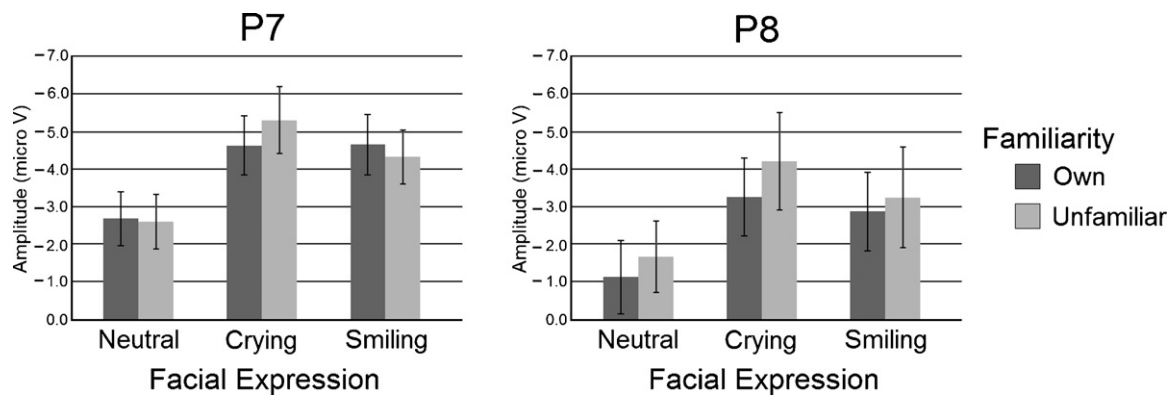 P7
Amplitude (micro V)
−7.0
−6.0
−5.0
−4.0
−3.0
−2.0
−1.0
0.0
Neutral Crying Smiling
Facial Expression
P8
Amplitude (micro V)
−7.0
−6.0
−5.0
−4.0
−3.0
−2.0
−1.0
0.0
Neutral Crying Smiling
Facial Expression
Familiarity
Own
Unfamiliar